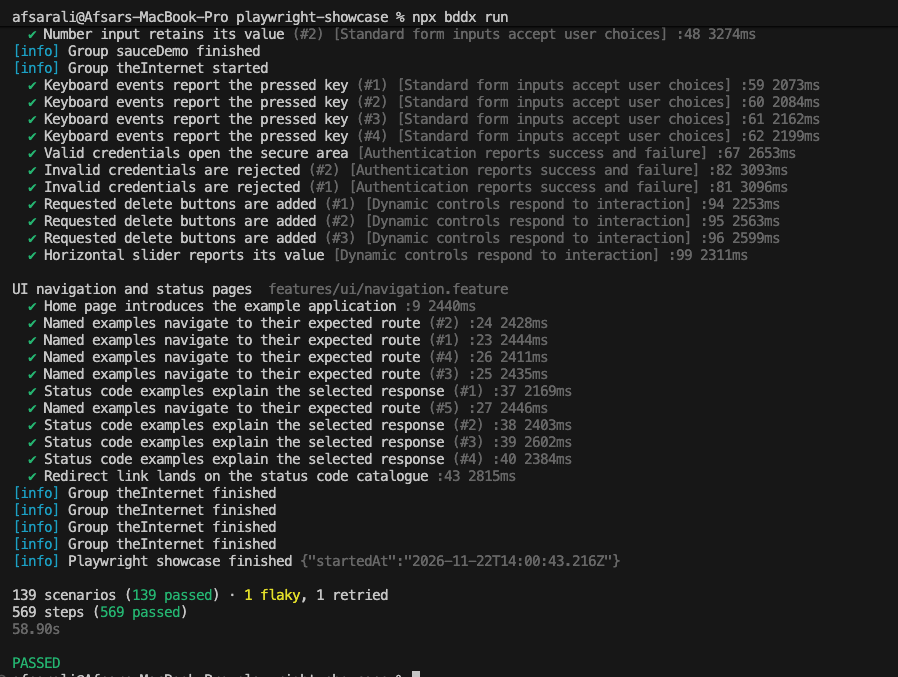 afsarali@Afsars-MacBook-Pro playwright-showcase % npx bddx run
✔ Number input retains its value (#2) [Standard form inputs accept user choices] :48 3274ms
[info] Group sauceDemo finished
[info] Group theInternet started
✔ Keyboard events report the pressed key (#1) [Standard form inputs accept user choices] :59 2073ms
✔ Keyboard events report the pressed key (#2) [Standard form inputs accept user choices] :60 2084ms
✔ Keyboard events report the pressed key (#3) [Standard form inputs accept user choices] :61 2162ms
✔ Keyboard events report the pressed key (#4) [Standard form inputs accept user choices] :62 2199ms
✔ Valid credentials open the secure area [Authentication reports success and failure] :67 2653ms
✔ Invalid credentials are rejected (#2) [Authentication reports success and failure] :82 3093ms
✔ Invalid credentials are rejected (#1) [Authentication reports success and failure] :81 3096ms
✔ Requested delete buttons are added (#1) [Dynamic controls respond to interaction] :94 2253ms
✔ Requested delete buttons are added (#2) [Dynamic controls respond to interaction] :95 2563ms
✔ Requested delete buttons are added (#3) [Dynamic controls respond to interaction] :96 2599ms
✔ Horizontal slider reports its value [Dynamic controls respond to interaction] :99 2311ms
UI navigation and status pages features/ui/navigation.feature
✔ Home page introduces the example application :9 2440ms
✔ Named examples navigate to their expected route (#2) :24 2428ms
✔ Named examples navigate to their expected route (#1) :23 2444ms
✔ Named examples navigate to their expected route (#4) :26 2411ms
✔ Named examples navigate to their expected route (#3) :25 2435ms
✔ Status code examples explain the selected response (#1) :37 2169ms
✔ Named examples navigate to their expected route (#5) :27 2446ms
✔ Status code examples explain the selected response (#2) :38 2403ms
✔ Status code examples explain the selected response (#3) :39 2602ms
✔ Status code examples explain the selected response (#4) :40 2384ms
✔ Redirect link lands on the status code catalogue :43 2815ms
[info] Group theInternet finished
[info] Group theInternet finished
[info] Group theInternet finished
[info] Group theInternet finished
[info] Playwright showcase finished {"startedAt":"2026-11-22T14:00:43.216Z"}
139 scenarios (139 passed) · 1 flaky, 1 retried
569 steps (569 passed)
58.90s
PASSED